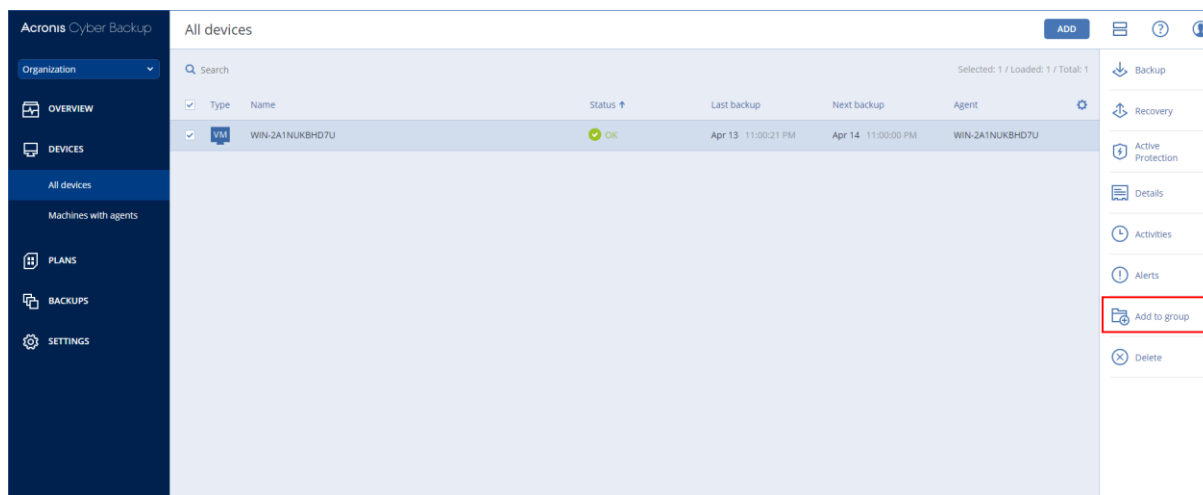 Acronis Cyber Backup
All devices
ADD
Organization
Search
Selected: 1 / Loaded: 1 / Total: 1
Type Name Status Last backup Next backup Agent
VM WIN-2A1NUKBHD7U OK Apr 13 11:00:21 PM Apr 14 11:00:00 PM WIN-2A1NUKBHD7U
OVERVIEW
DEVICES
All devices
Machines with agents
PLANS
BACKUPS
SETTINGS
Backup
Recovery
Active
Protection
Details
Activities
Alerts
Add to group
Delete